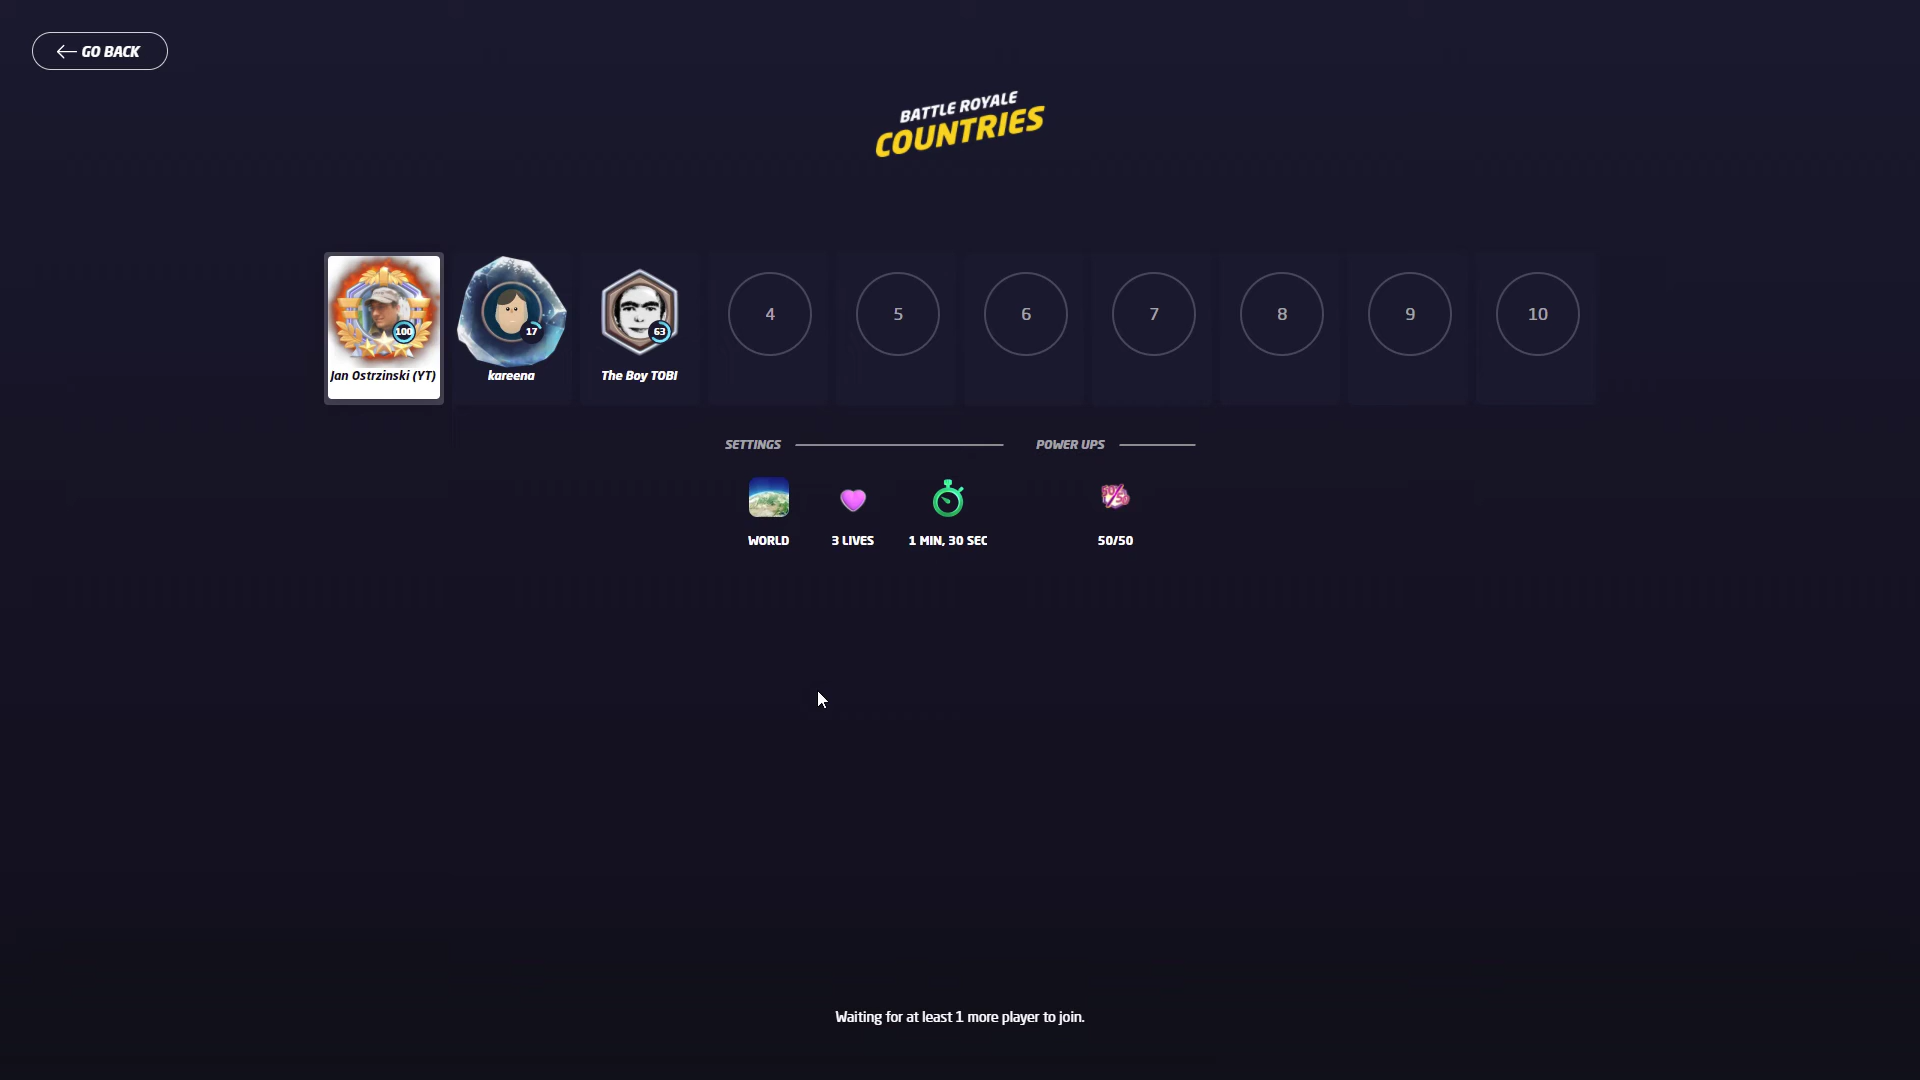 GO BACK
BATTLE ROYALE
COUNTRIES
100
17
63
4
5
6
7
8
9
10
Jan Ostrzinski (YT)
kareena
The Boy TOBI
SETTINGS
POWER UPS
50/50
WORLD
3 LIVES
1 MIN, 30 SEC
50/50
Waiting for at least 1 more player to join.